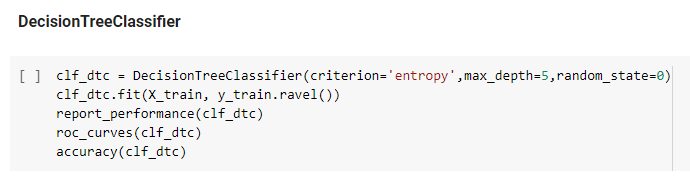 DecisionTreeClassifier
[ ] clf_dtc = DecisionTreeClassifier(criterion='entropy',max_depth=5,random_state=0)
clf_dtc.fit(X_train, y_train.ravel())
report_performance(clf_dtc)
roc_curves(clf_dtc)
accuracy(clf_dtc)